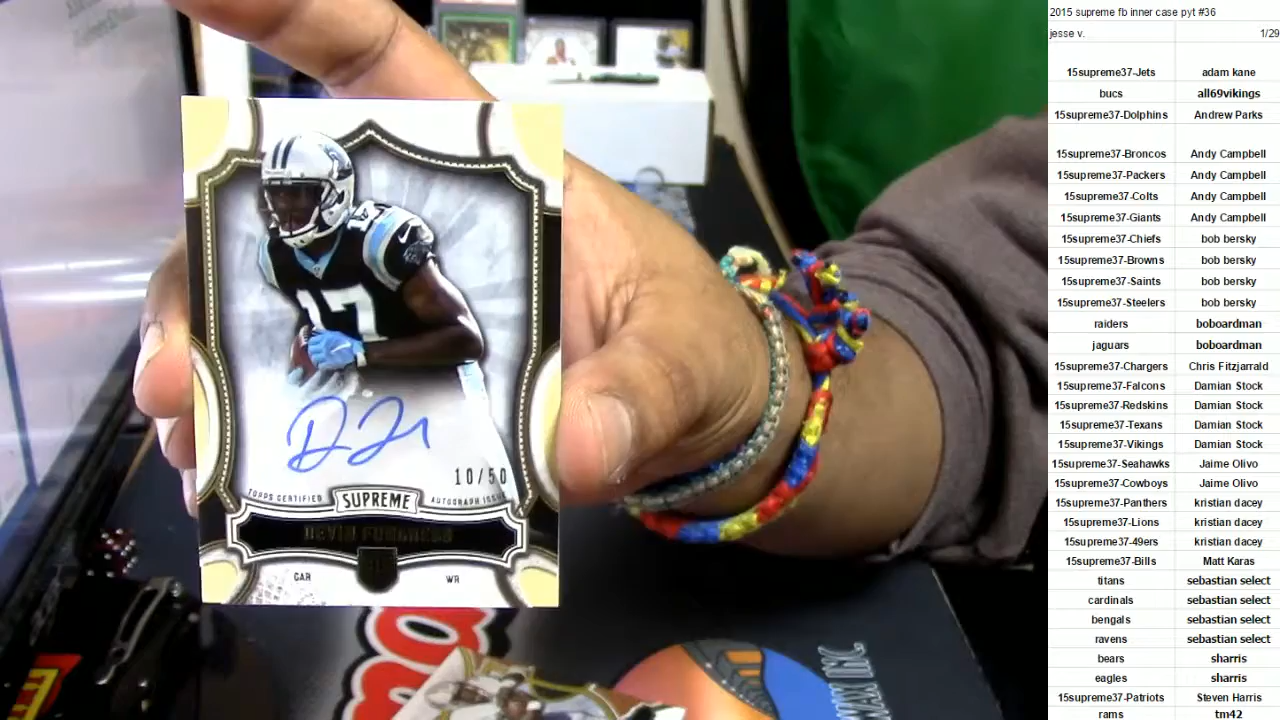 2015 supreme fb inner case pyt #36
jesse v. 1/29
15supreme37-Jets adam kane
bucs all69vikings
15supreme37-Dolphins Andrew Parks
15supreme37-Broncos Andy Campbell
15supreme37-Packers Andy Campbell
15supreme37-Colts Andy Campbell
15supreme37-Giants Andy Campbell
15supreme37-Chiefs bob bersky
15supreme37-Browns bob bersky
15supreme37-Saints bob bersky
15supreme37-Steelers bob bersky
raiders boboardman
jaguars boboardman
15supreme37-Chargers Chris Fitzjarrald
15supreme37-Falcons Damian Stock
15supreme37-Redskins Damian Stock
15supreme37-Texans Damian Stock
15supreme37-Vikings Damian Stock
15supreme37-Seahawks Jaime Olivo
15supreme37-Cowboys Jaime Olivo
15supreme37-Panthers kristian dacey
15supreme37-Lions kristian dacey
15supreme37-49ers kristian dacey
15supreme37-Bills Matt Karas
titans sebastian select
cardinals sebastian select
bengals sebastian select
ravens sebastian select
bears sharris
eagles sharris
15supreme37-Patriots Steven Harris
rams tm42
17
17
10/50
TOPPS CERTIFIED SUPREME AUTOGRAPH ISSUE
DEVIN FUNCHESS
CAR WR
WAX INC.